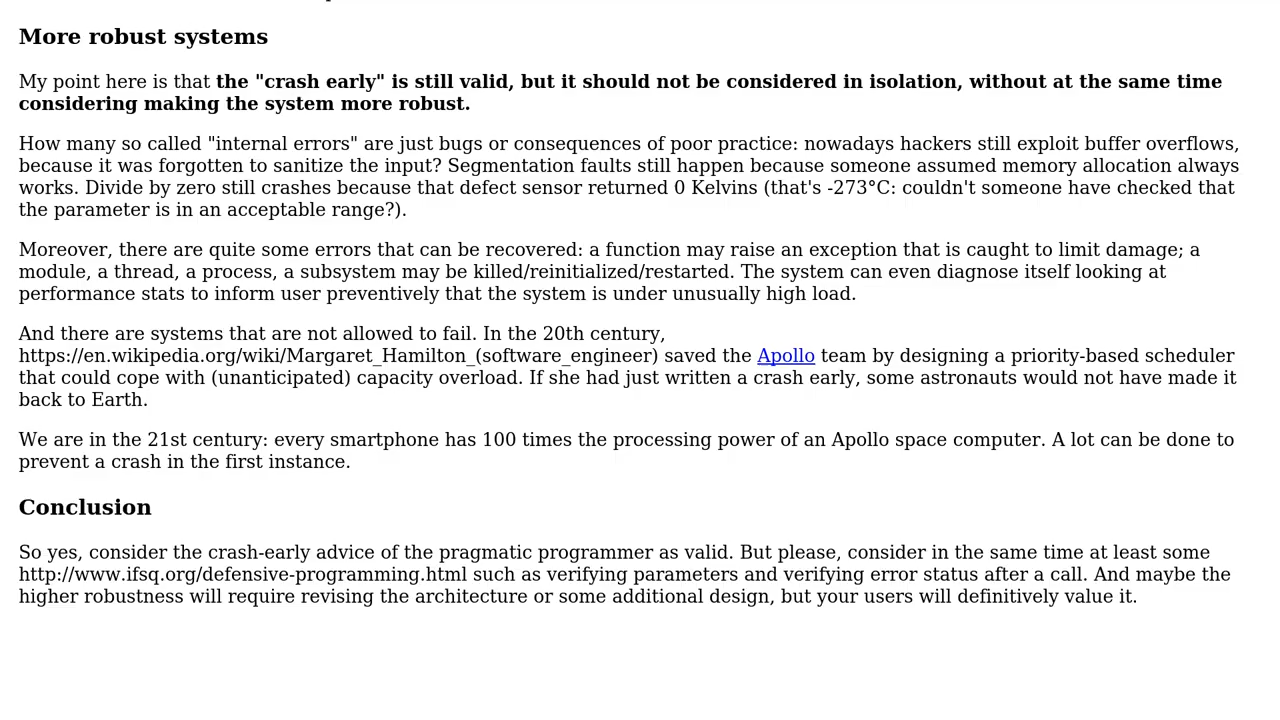 More robust systems
My point here is that the "crash early" is still valid, but it should not be considered in isolation, without at the same time
considering making the system more robust.
How many so called "internal errors" are just bugs or consequences of poor practice: nowadays hackers still exploit buffer overflows,
because it was forgotten to sanitize the input? Segmentation faults still happen because someone assumed memory allocation always
works. Divide by zero still crashes because that defect sensor returned 0 Kelvins (that's -273°C: couldn't someone have checked that
the parameter is in an acceptable range?).
Moreover, there are quite some errors that can be recovered: a function may raise an exception that is caught to limit damage; a
module, a thread, a process, a subsystem may be killed/reinitialized/restarted. The system can even diagnose itself looking at
performance stats to inform user preventively that the system is under unusually high load.
And there are systems that are not allowed to fail. In the 20th century,
https://en.wikipedia.org/wiki/Margaret_Hamilton_(software_engineer) saved the Apollo team by designing a priority-based scheduler
that could cope with (unanticipated) capacity overload. If she had just written a crash early, some astronauts would not have made it
back to Earth.
We are in the 21st century: every smartphone has 100 times the processing power of an Apollo space computer. A lot can be done to
prevent a crash in the first instance.
Conclusion
So yes, consider the crash-early advice of the pragmatic programmer as valid. But please, consider in the same time at least some
http://www.ifsq.org/defensive-programming.html such as verifying parameters and verifying error status after a call. And maybe the
higher robustness will require revising the architecture or some additional design, but your users will definitively value it.